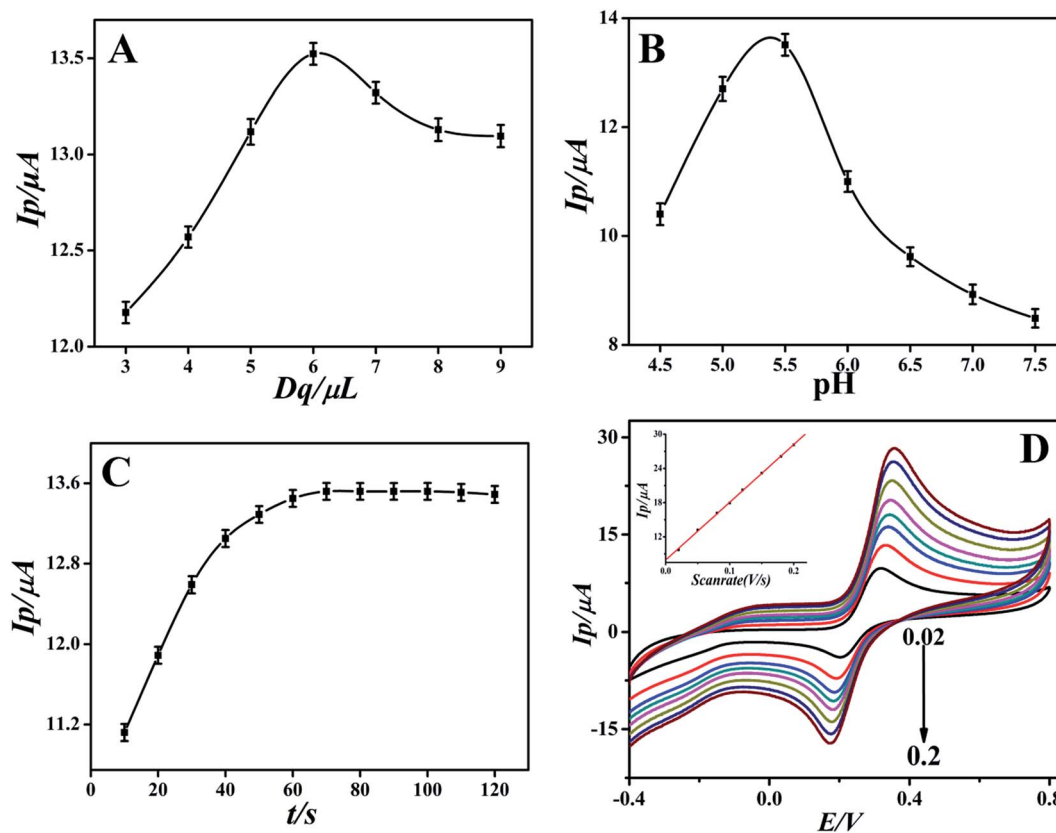 A
13.5
13.0
12.5
12.0
Ip/μA
3 4 5 6 7 8 9
Dq/μL
B
14
12
10
8
Ip/μA
4.5 5.0 5.5 6.0 6.5 7.0 7.5
pH
C
13.6
12.8
12.0
11.2
Ip/μA
0 20 40 60 80 100 120
t/s
D
30
15
0
-15
Ip/μA
-0.4 0.0 0.4 0.8
E/V
30
24
18
12
Ip/μA
0.0 0.1 0.2
Scanrate(V/s)
0.02
0.2